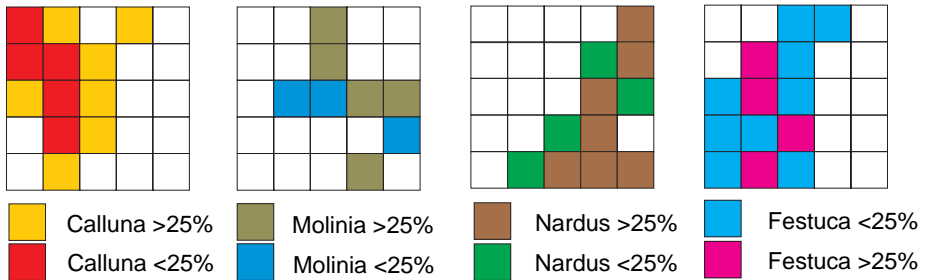 Calluna >25%
Calluna <25%
Molinia >25%
Molinia <25%
Nardus >25%
Nardus <25%
Festuca <25%
Festuca >25%